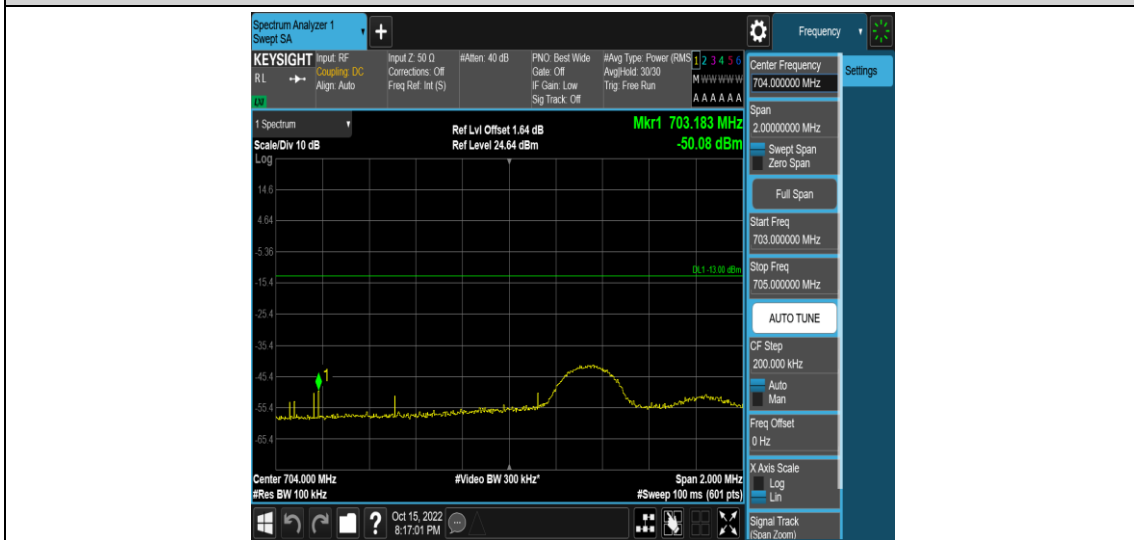 Spectrum Analyzer 1
Swept SA
+
Frequency
KEYSIGHT
RL
Input: RF
Coupling: DC
Align: Auto
Input Z: 50 Ω
Corrections: Off
Freq Ref: Int (S)
#Atten: 40 dB
PNO: Best Wide
Gate: Off
IF Gain: Low
Sig Track: Off
#Avg Type: Power (RMS
Avg|Hold: 30/30
Trig: Free Run
1 2 3 4 5 6
M W W W W W
A A A A A A
1 Spectrum
Scale/Div 10 dB
Log
Ref Lvl Offset 1.64 dB
Ref Level 24.64 dBm
Mkr1 703.183 MHz
-50.08 dBm
14.6
4.64
-5.36
DL1 -13.00 dBm
-15.4
-25.4
-35.4
-45.4
1
-55.4
-65.4
Center 704.000 MHz
#Res BW 100 kHz
#Video BW 300 kHz*
Span 2.000 MHz
#Sweep 100 ms (601 pts)
?
Oct 15, 2022
8:17:01 PM
Center Frequency
704.000000 MHz
Settings
Span
2.00000000 MHz
Swept Span
Zero Span
Full Span
Start Freq
703.000000 MHz
Stop Freq
705.000000 MHz
AUTO TUNE
CF Step
200.000 kHz
Auto
Man
Freq Offset
0 Hz
X Axis Scale
Log
Lin
Signal Track
(Span Zoom)